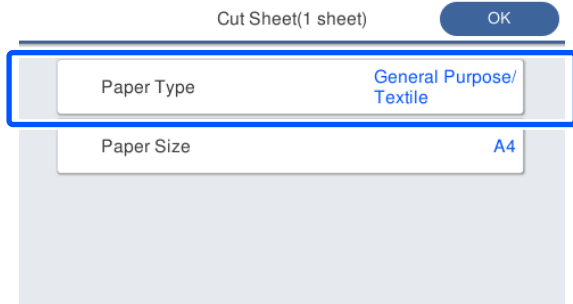 Cut Sheet(1 sheet)
OK
Paper Type
General Purpose/
Textile
Paper Size
A4